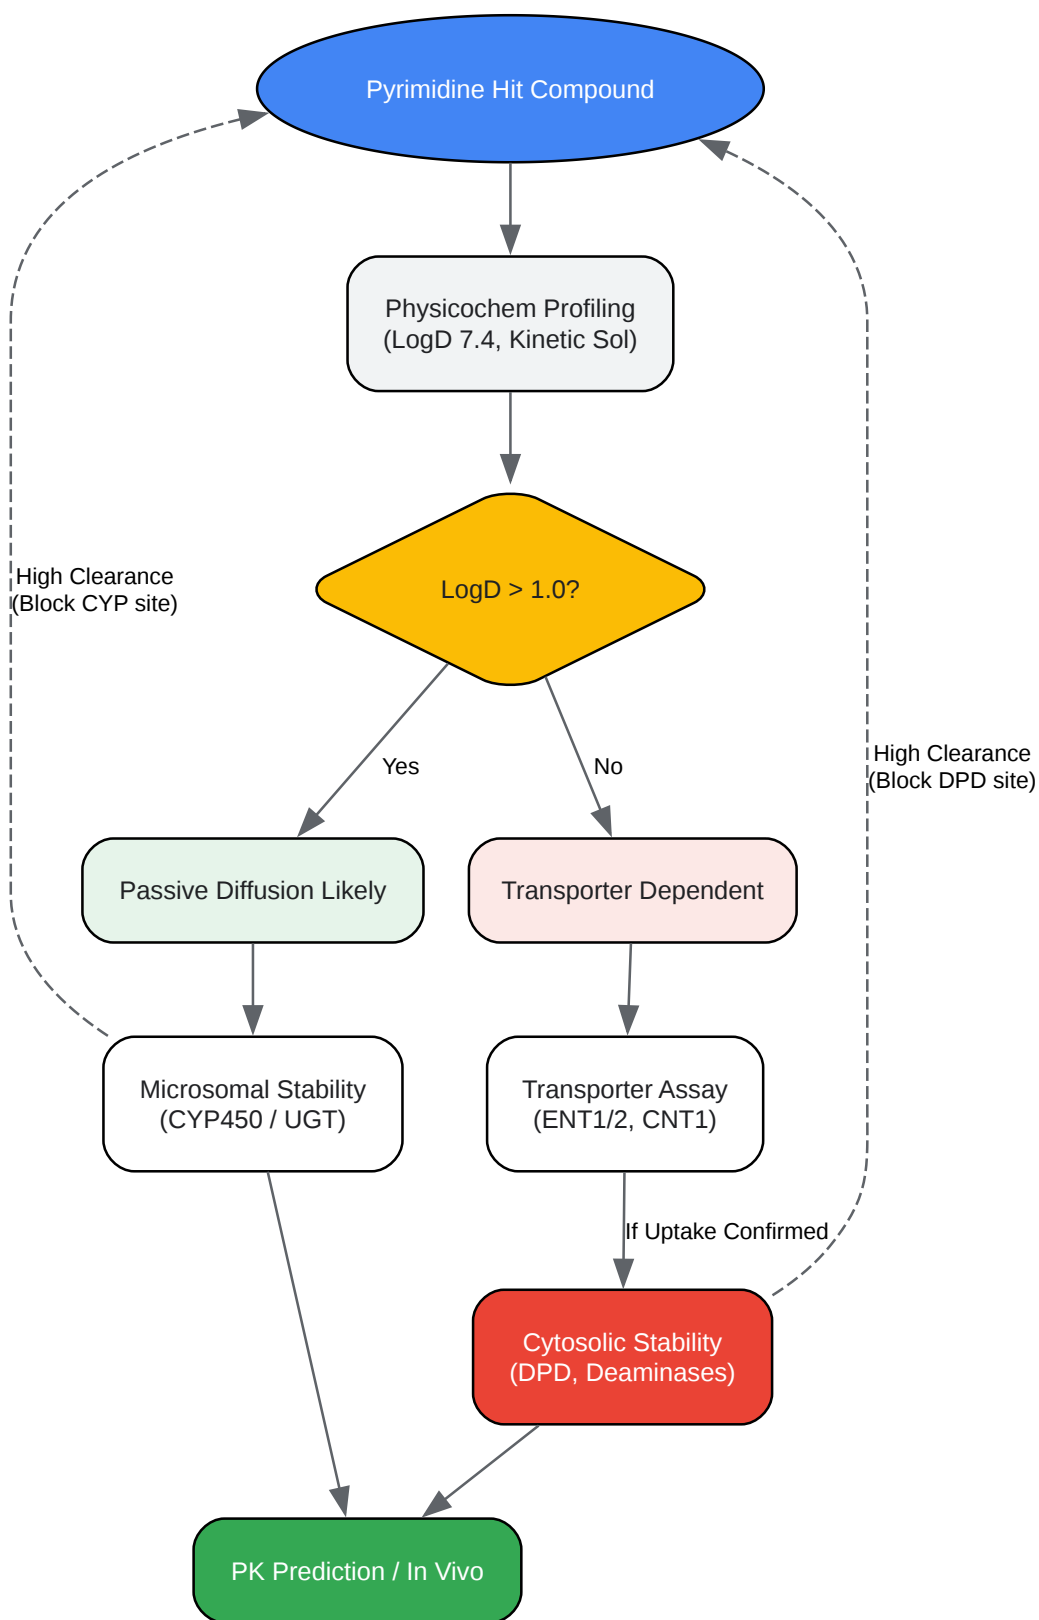 Pyrimidine Hit Compound
Physicochem Profiling
(LogD 7.4, Kinetic Sol)
High Clearance
(Block CYP site)
LogD > 1.0?
High Clearance
(Block DPD site)
Yes
No
Passive Diffusion Likely
Transporter Dependent
Microsomal Stability
(CYP450 / UGT)
Transporter Assay
(ENT1/2, CNT1)
If Uptake Confirmed
Cytosolic Stability
(DPD, Deaminases)
PK Prediction / In Vivo